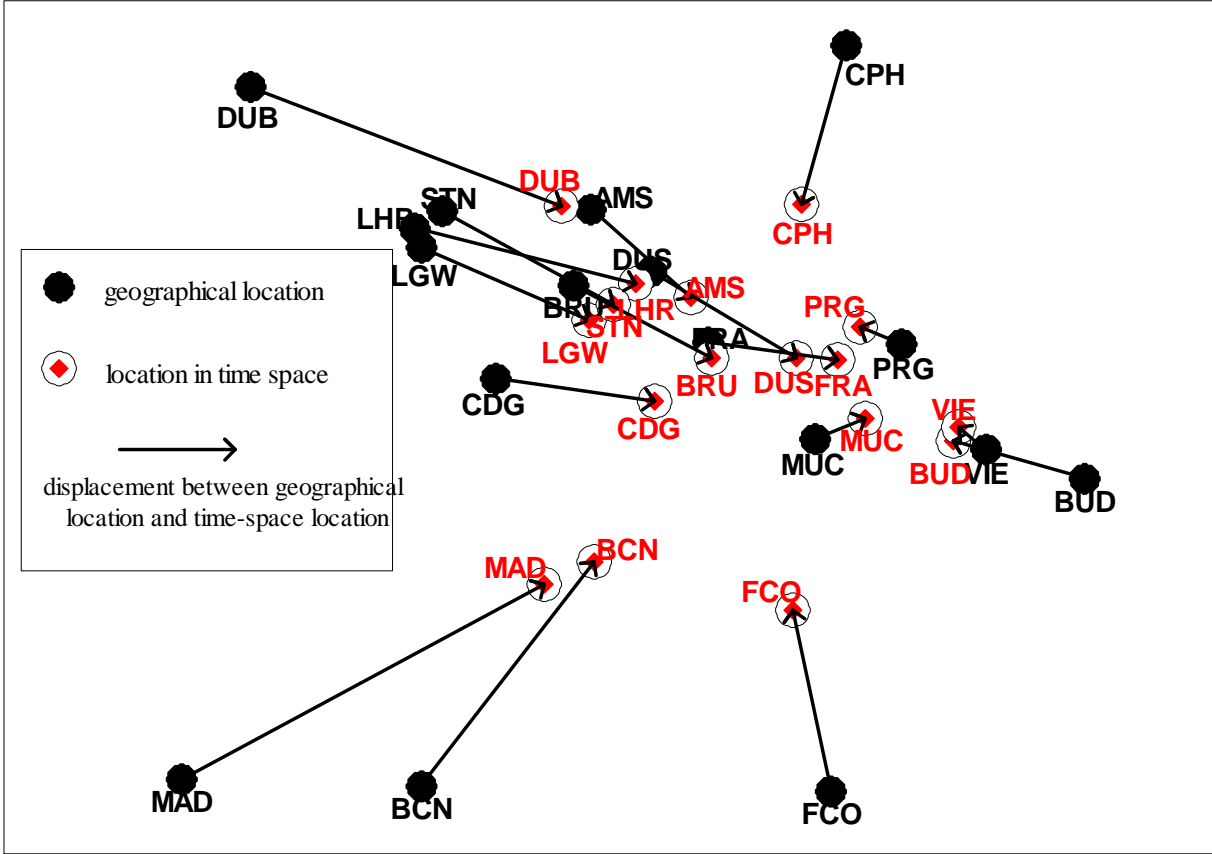 CPH
DUB
DUB
STN
AMS
LHR
CPH
DUS
LGW
AMS
geographical location
BRU
LHR
PRG
STN
FRA
LGW
PRG
location in time space
BRU
DUS
FRA
CDG
VIE
CDG
MUC
MUC
BUD
VIE
displacement between geographical
location and time-space location
BUD
BCN
MAD
FCO
MAD
BCN
FCO